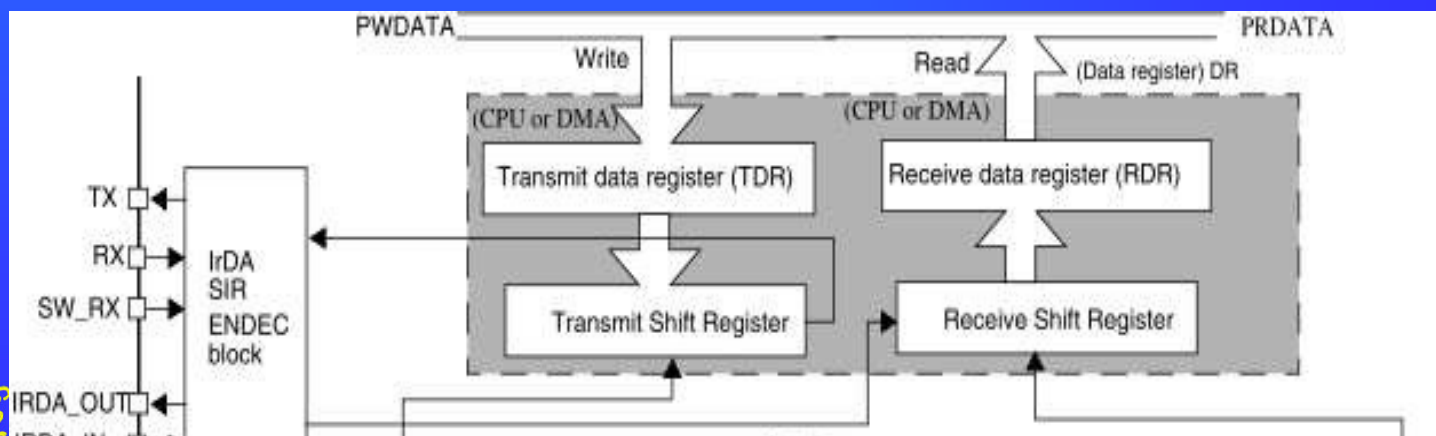 PWDATA
PRDATA
Write
Read
(Data register) DR
(CPU or DMA)
(CPU or DMA)
Transmit data register (TDR)
Receive data register (RDR)
TX
RX
SW_RX
IrDA
SIR
ENDEC
block
Transmit Shift Register
Receive Shift Register
IRDA_OUT